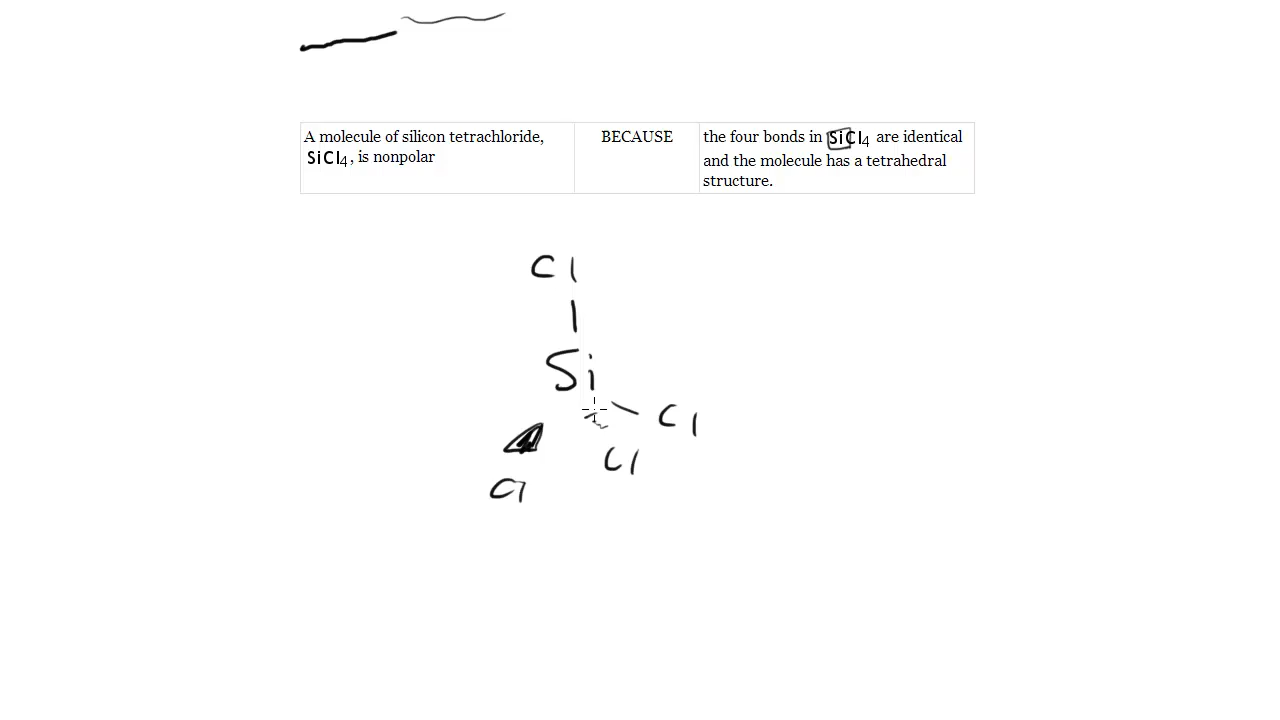 A molecule of silicon tetrachloride,
SiCl4, is nonpolar
BECAUSE
the four bonds in SiCl4 are identical
and the molecule has a tetrahedral
structure.
Cl
Si
Cl
Cl
Cl